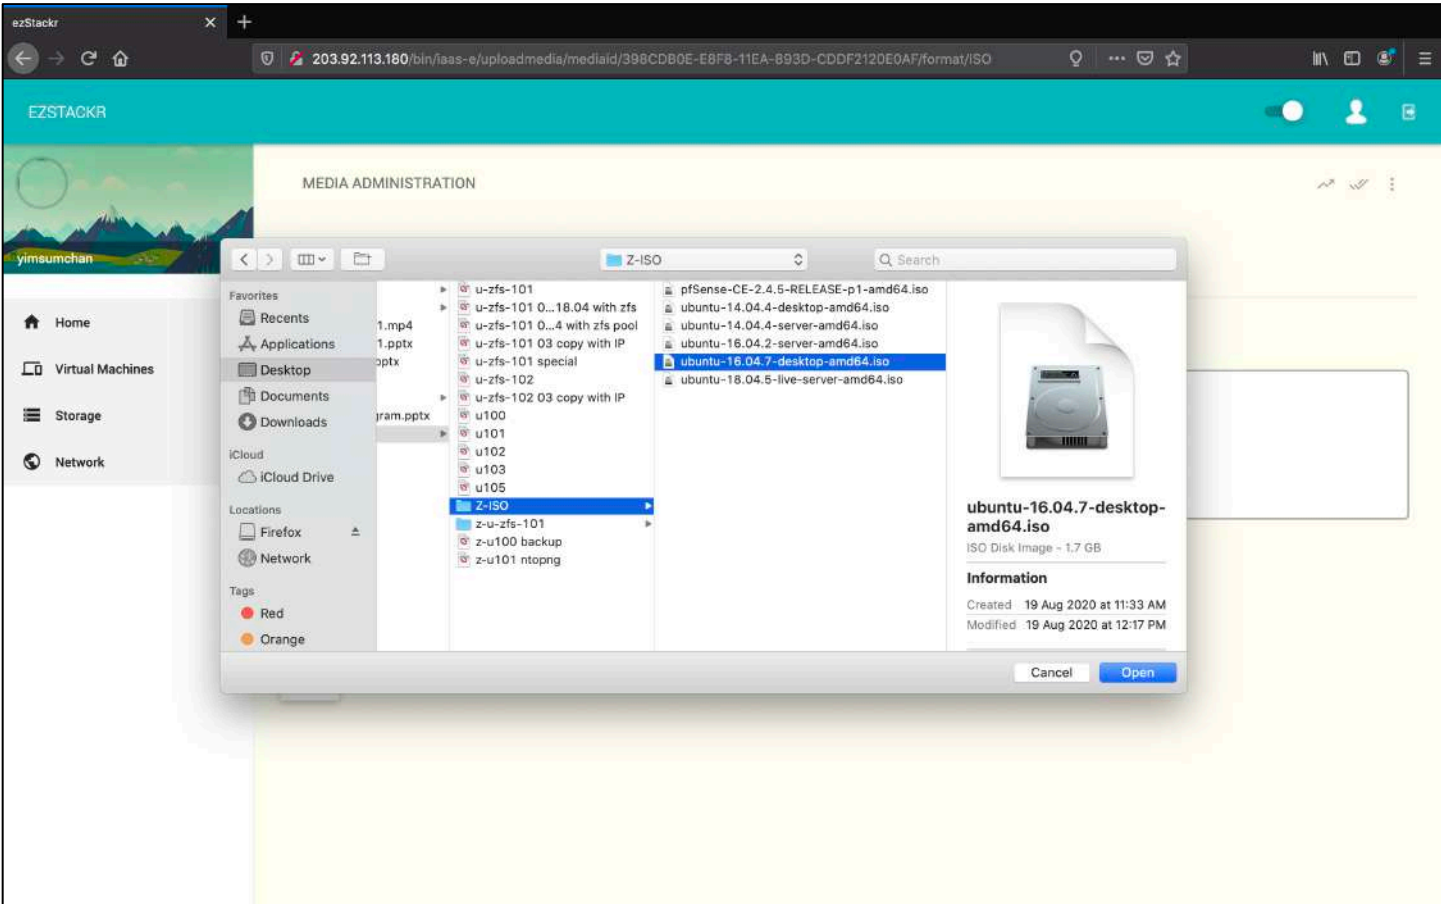 ezStackr
203.92.113.180/bin/iaas-e/uploadmedia/mediaid/398CDB0E-E8F8-11EA-893D-CDDF2120E0AF/format/ISO
EZSTACKR
yimsumchan
Home
Virtual Machines
Storage
Network
MEDIA ADMINISTRATION
Z-ISO
Search
Favorites
Recents
Applications
Desktop
Documents
Downloads
iCloud
iCloud Drive
Locations
Firefox
Network
Tags
Red
Orange
1.mp4
1.pptx
pptx
gram.pptx
u-zfs-101
u-zfs-101 0...18.04 with zfs
u-zfs-101 0...4 with zfs pool
u-zfs-101 03 copy with IP
u-zfs-101 special
u-zfs-102
u-zfs-102 03 copy with IP
u100
u101
u102
u103
u105
Z-ISO
z-u-zfs-101
z-u100 backup
z-u101 ntopng
pfSense-CE-2.4.5-RELEASE-p1-amd64.iso
ubuntu-14.04.4-desktop-amd64.iso
ubuntu-14.04.4-server-amd64.iso
ubuntu-16.04.2-server-amd64.iso
ubuntu-16.04.7-desktop-amd64.iso
ubuntu-18.04.5-live-server-amd64.iso
ubuntu-16.04.7-desktop-
amd64.iso
ISO Disk Image - 1.7 GB
Information
Created 19 Aug 2020 at 11:33 AM
Modified 19 Aug 2020 at 12:17 PM
Cancel
Open